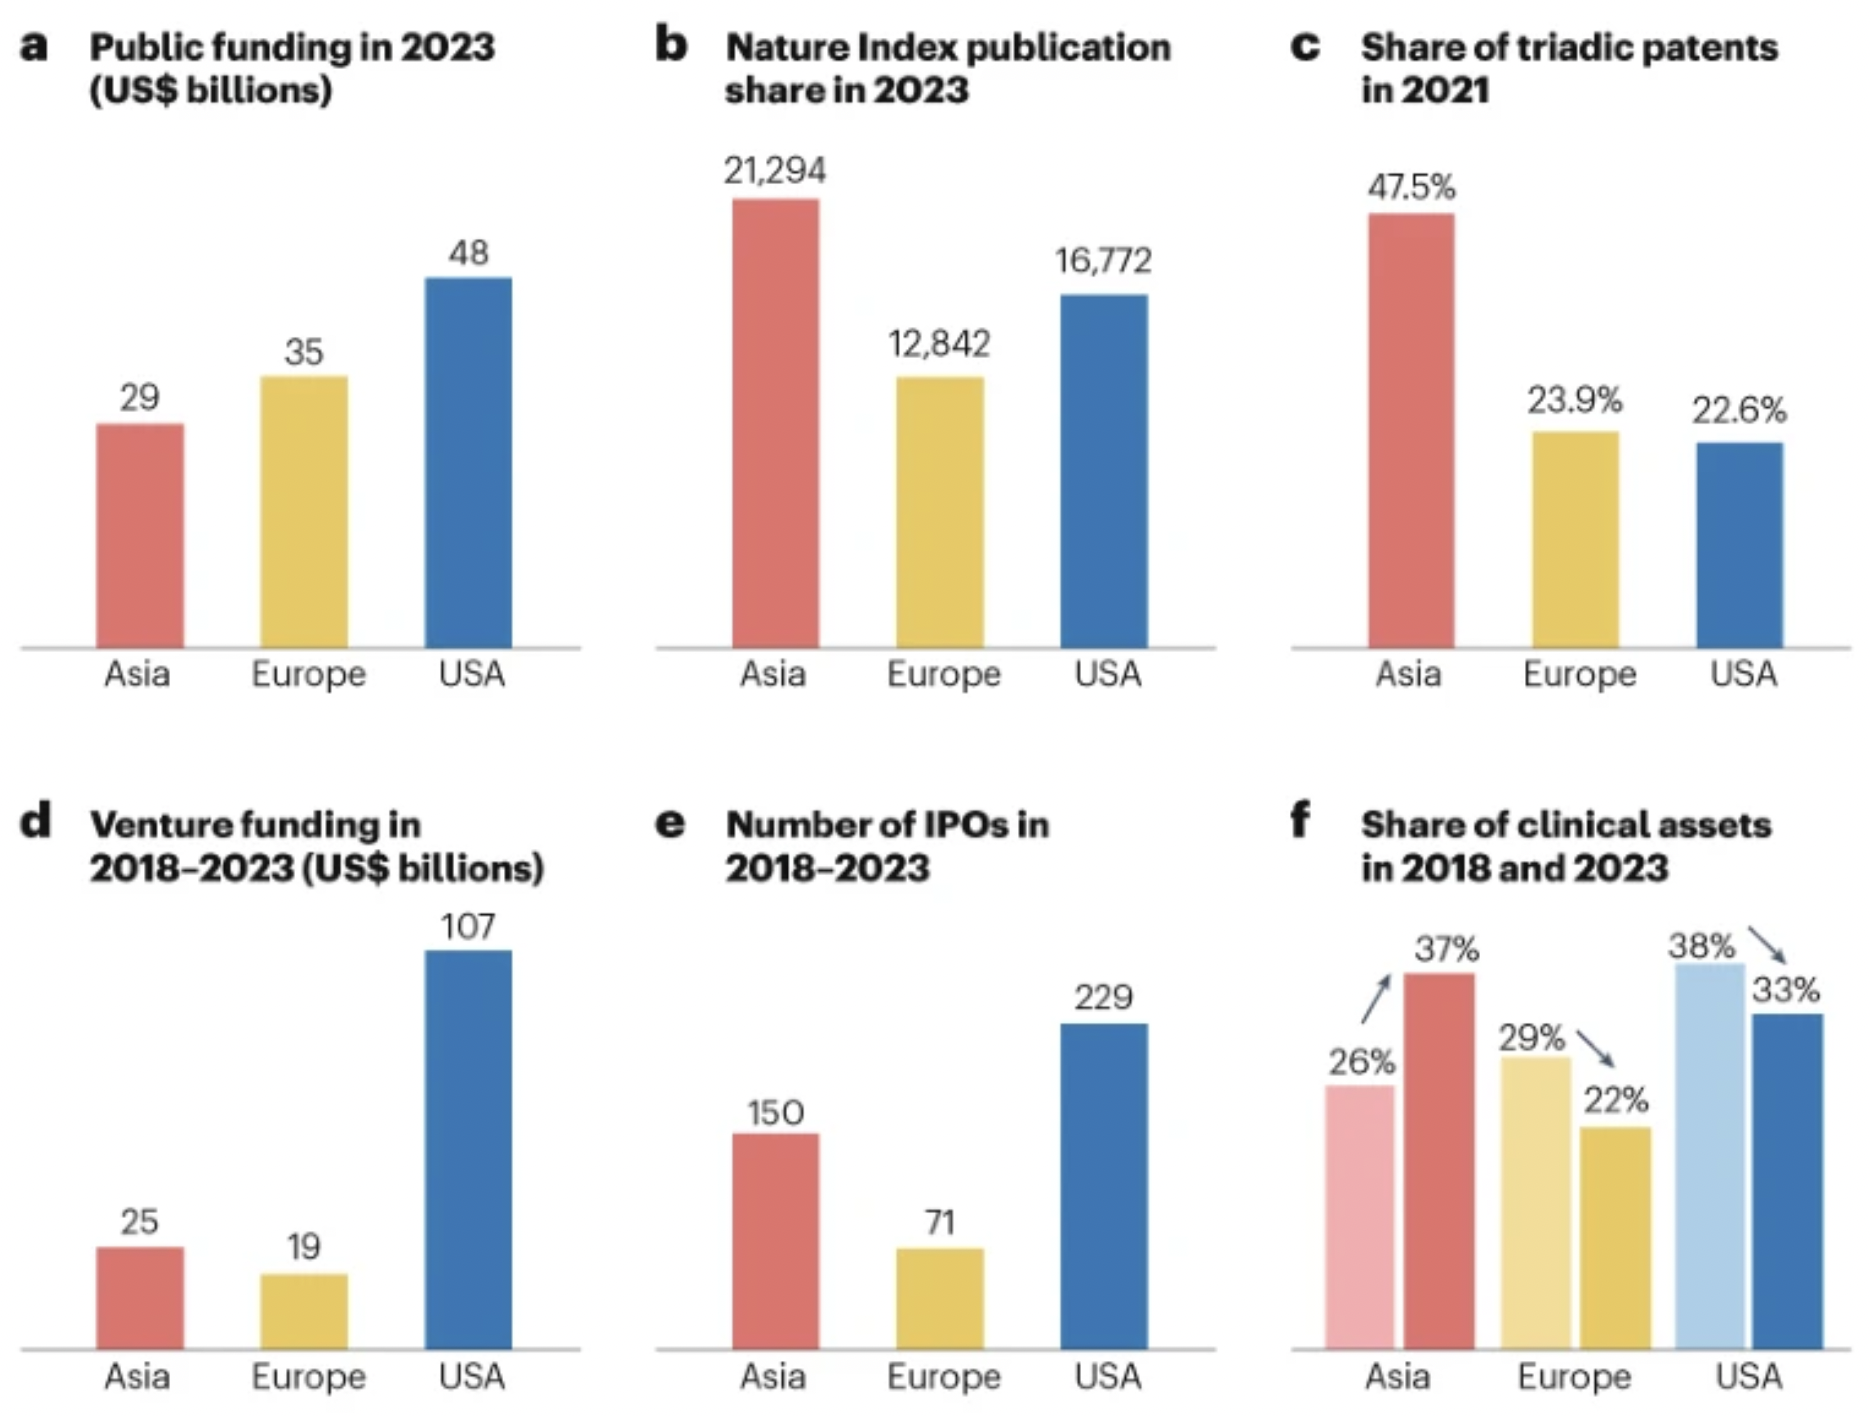 a Public funding in 2023
(US$ billions)
48
35
29
Asia Europe USA
b Nature Index publication
share in 2023
21,294
16,772
12,842
Asia Europe USA
c Share of triadic patents
in 2021
47.5%
23.9%
22.6%
Asia Europe USA
d Venture funding in
2018–2023 (US$ billions)
107
25
19
Asia Europe USA
e Number of IPOs in
2018–2023
229
150
71
Asia Europe USA
f Share of clinical assets
in 2018 and 2023
26%
37%
29%
22%
38%
33%
Asia Europe USA